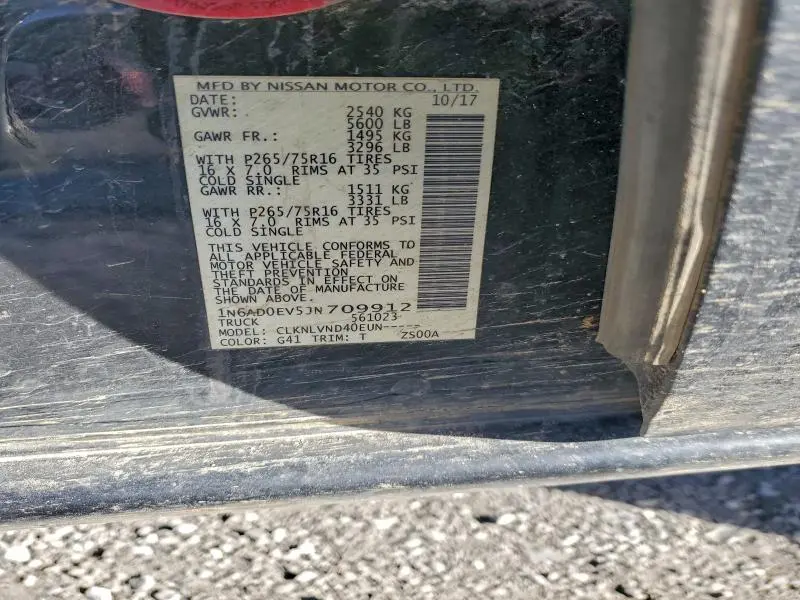 MFD BY NISSAN MOTOR CO., LTD.
DATE: 10/17
GVWR: 2540 KG
5600 LB
GAWR FR.: 1495 KG
3296 LB
WITH P265/75R16 TIRES
16 X 7.0 RIMS AT 35 PSI
COLD SINGLE
GAWR RR.: 1511 KG
3331 LB
WITH P265/75R16 TIRES
16 X 7.0 RIMS AT 35 PSI
COLD SINGLE
THIS VEHICLE CONFORMS TO
ALL APPLICABLE FEDERAL
MOTOR VEHICLE SAFETY AND
THEFT PREVENTION
STANDARDS IN EFFECT ON
THE DATE OF MANUFACTURE
SHOWN ABOVE.
1N6AD0EV5JN709912
TRUCK 561023
MODEL: CLKNLVND40EUN-----
COLOR: G41 TRIM: T ZS00A